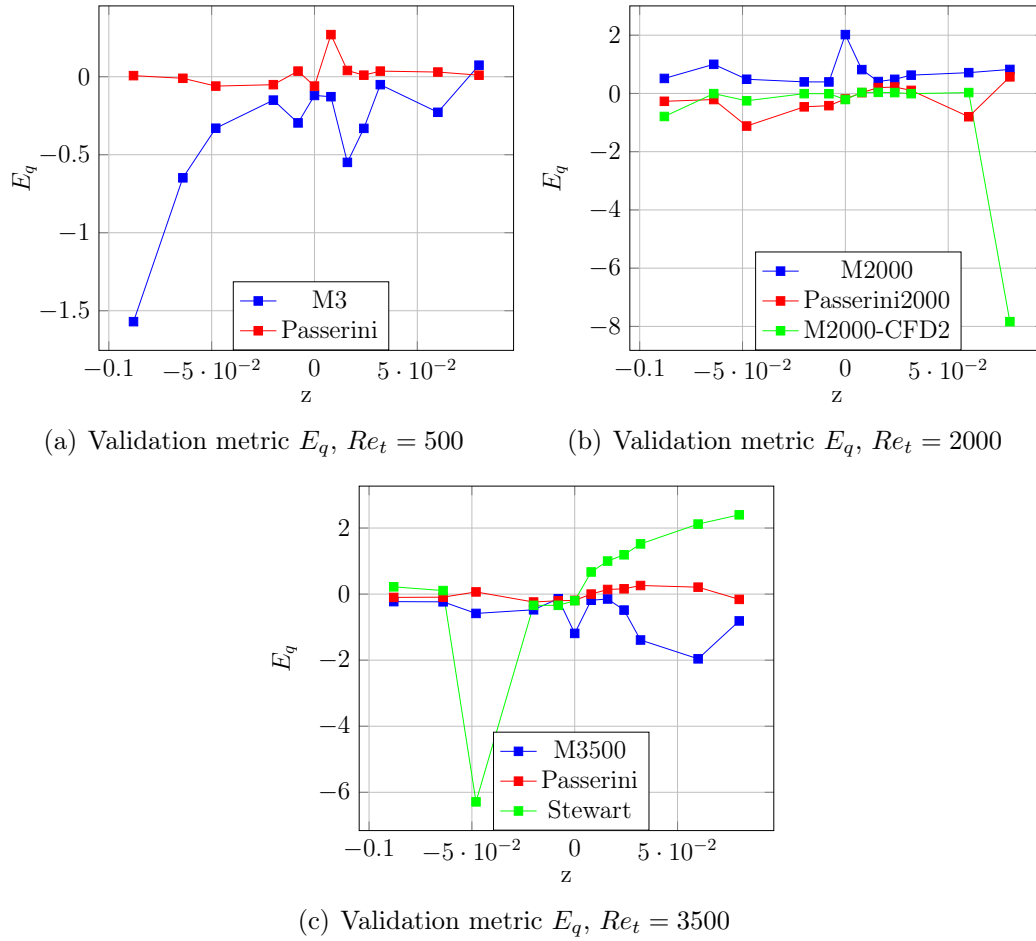 0
−0.5
−1
−1.5
E_q
−0.1
−5 · 10^{−2}
0
5 · 10^{−2}
z
M3
Passerini
(a) Validation metric E_q, Re_t = 500
2
0
−2
−4
−6
−8
E_q
−0.1
−5 · 10^{−2}
0
5 · 10^{−2}
z
M2000
Passerini2000
M2000-CFD2
(b) Validation metric E_q, Re_t = 2000
2
0
−2
−4
−6
E_q
−0.1
−5 · 10^{−2}
0
5 · 10^{−2}
z
M3500
Passerini
Stewart
(c) Validation metric E_q, Re_t = 3500